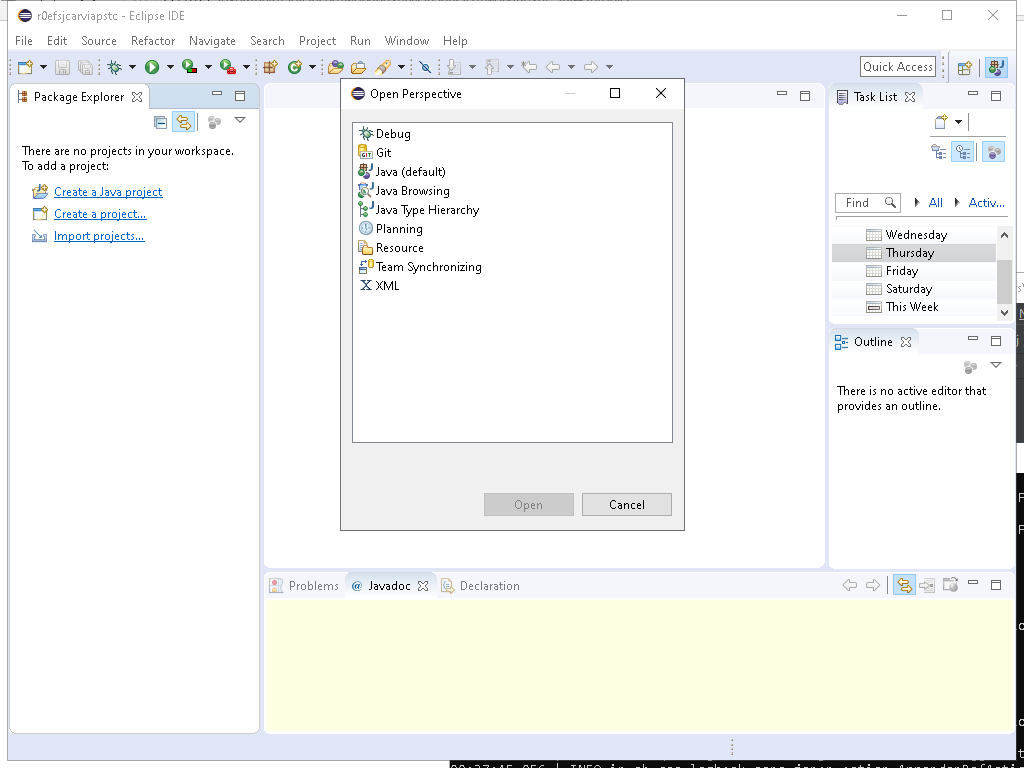 r0efsjcarviapstc - Eclipse IDE
File Edit Source Refactor Navigate Search Project Run Window Help
Quick Access
Package Explorer
There are no projects in your workspace.
To add a project:
Create a Java project
Create a project...
Import projects...
Open Perspective
Debug
Git
Java (default)
Java Browsing
Java Type Hierarchy
Planning
Resource
Team Synchronizing
XML
Open Cancel
Task List
Find All Activ...
Wednesday
Thursday
Friday
Saturday
This Week
Outline
There is no active editor that
provides an outline.
Problems @ Javadoc Declaration